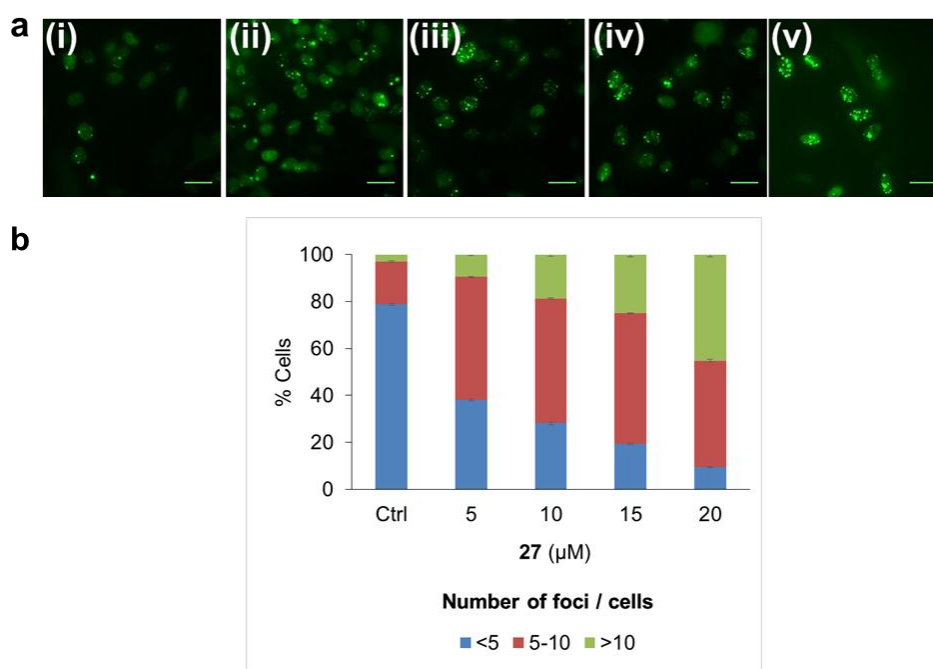 a
(i) (ii) (iii) (iv) (v)
b
100
80
60
40
20
0
% Cells
Ctrl 5 10 15 20
27 (µM)
Number of foi / cells
<5 5-10 >10